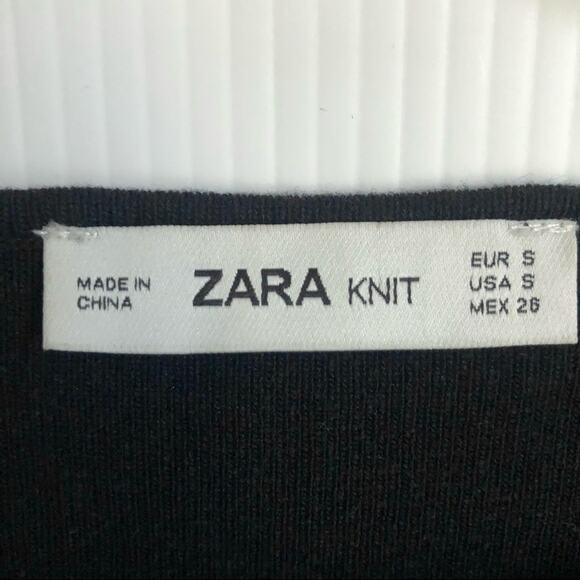 MADE IN
CHINA
ZARA KNIT
EUR S
USA S
MEX 26